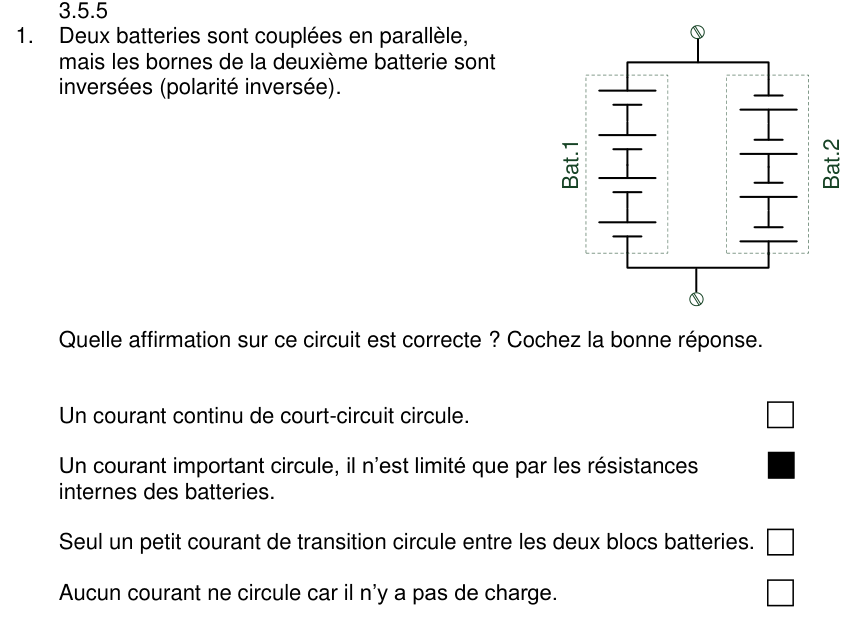 3.5.5
1. Deux batteries sont couplées en parallèle,
mais les bornes de la deuxième batterie sont
inversées (polarité inversée).
Bat.1
Bat.2
Quelle affirmation sur ce circuit est correcte ? Cochez la bonne réponse.
Un courant continu de court-circuit circule.
Un courant important circule, il n’est limité que par les résistances
internes des batteries.
Seul un petit courant de transition circule entre les deux blocs batteries.
Aucun courant ne circule car il n’y a pas de charge.